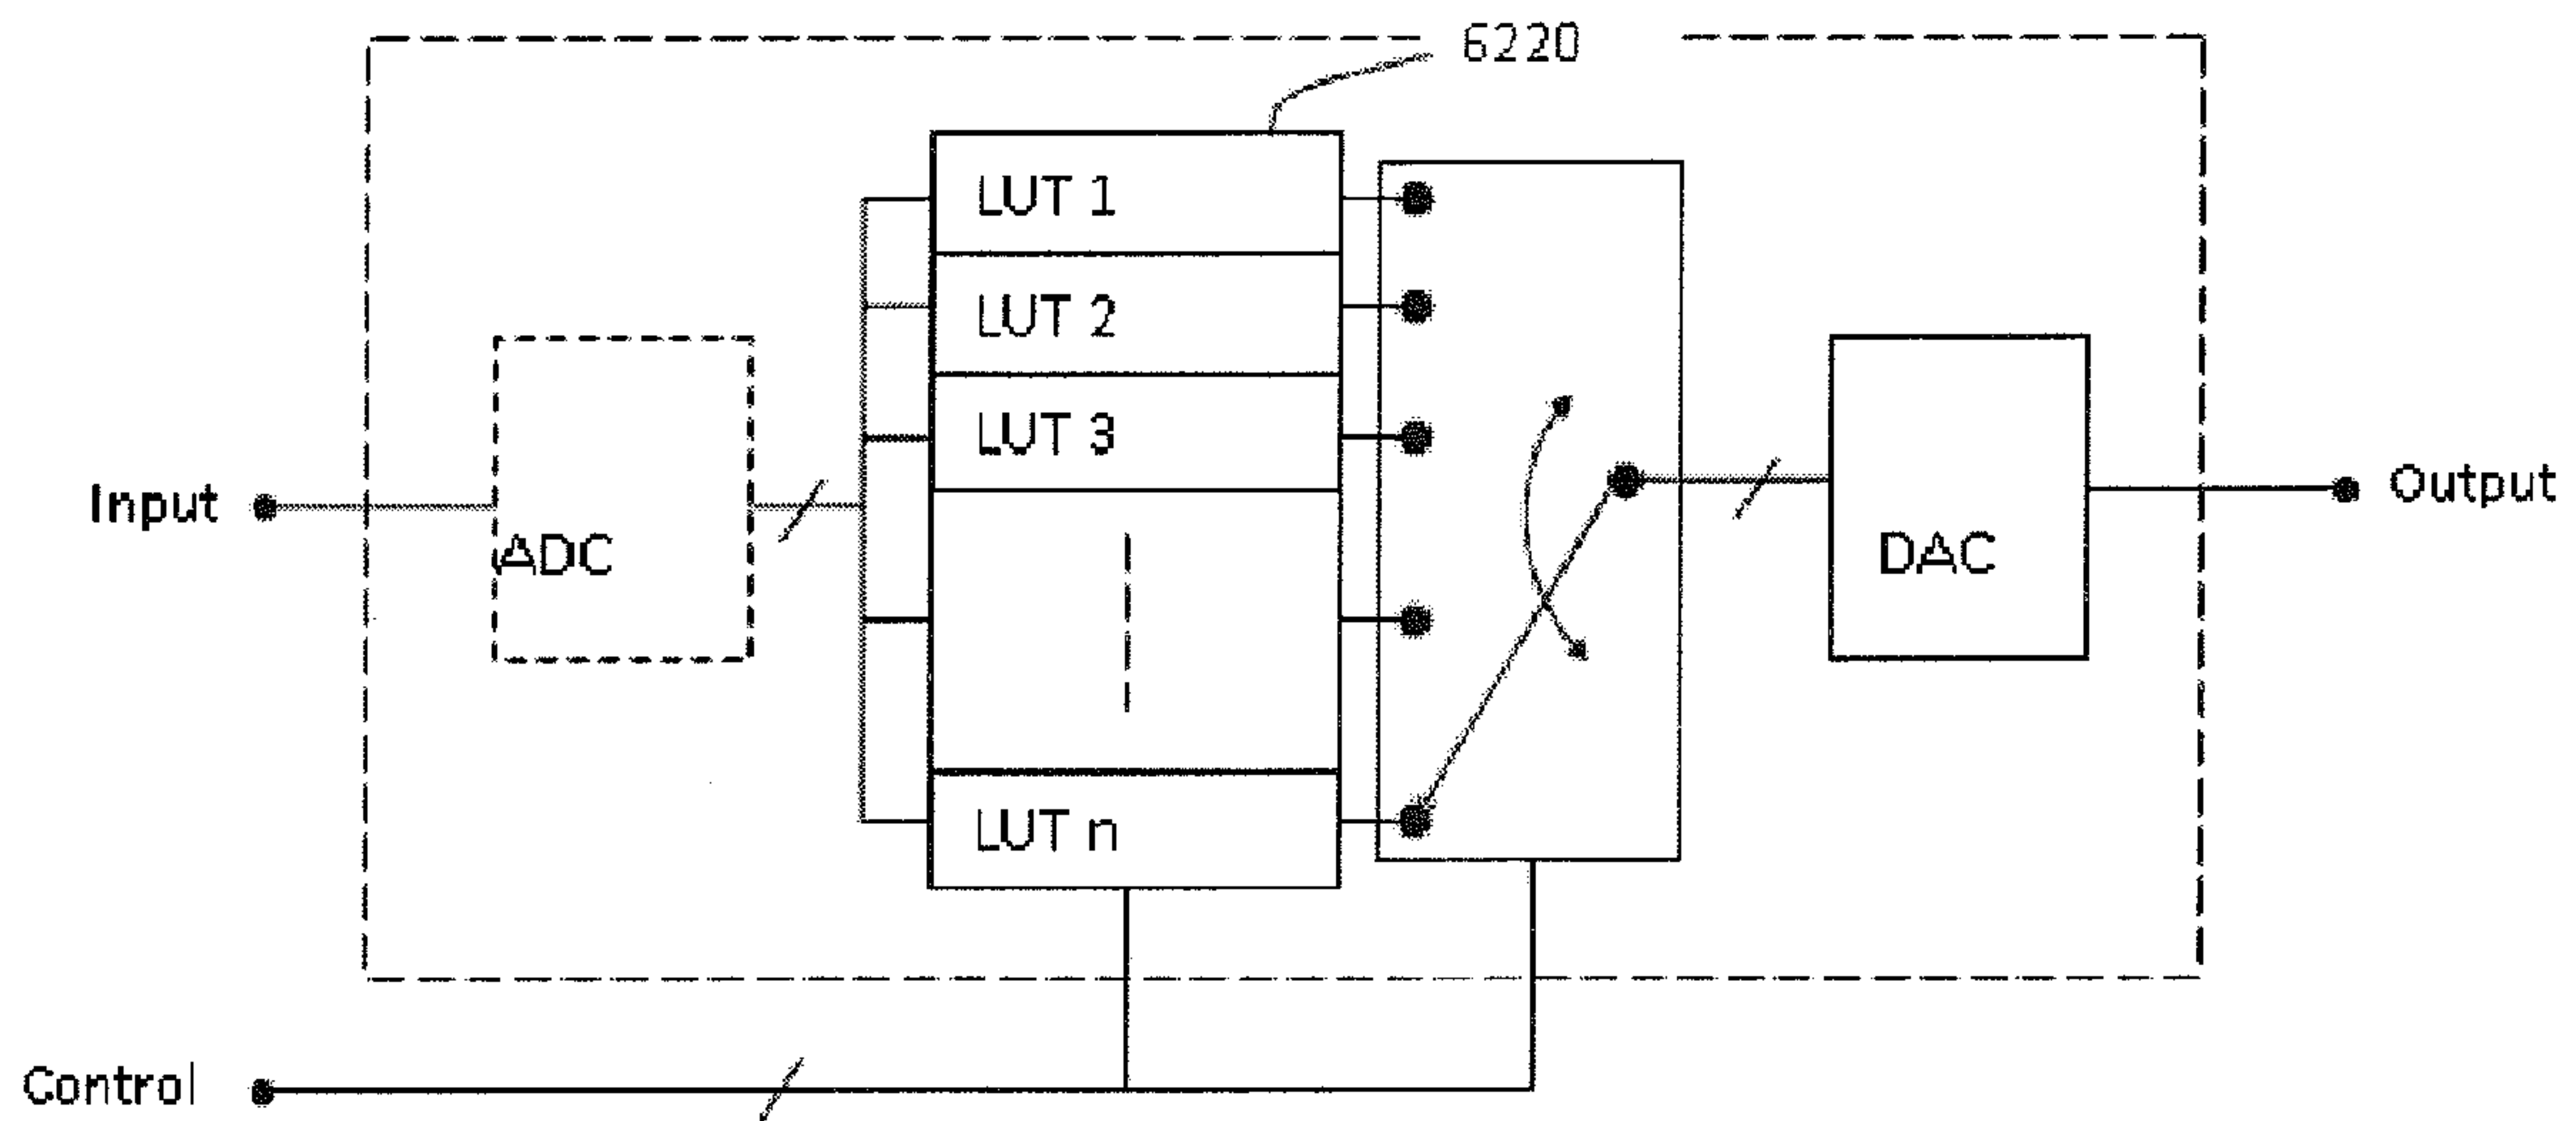 6220
LUT 1
LUT 2
LUT 3
Input
ADC
DAC
Output
LUT n
Control